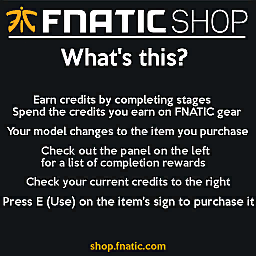 FNATIC SHOP
What's this?
Earn credits by completing stages
Spend the credits you earn on FNATIC gear
Your model changes to the item you purchase
Check out the panel on the left
for a list of completion rewards
Check your current credits to the right
Press E (Use) on the item's sign to purchase it
shop.fnatic.com